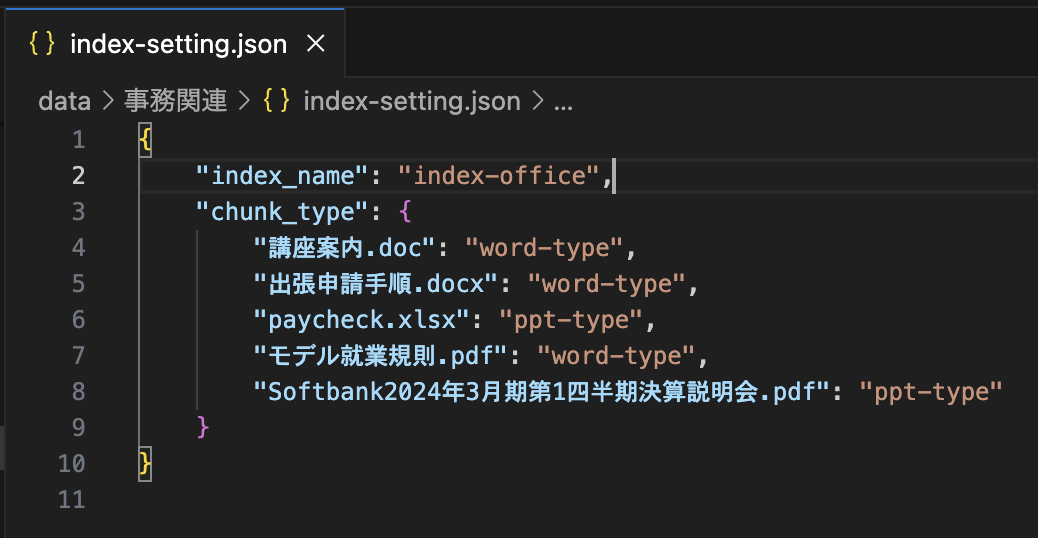 {} index-setting.json ×
data > 事務関連 > {} index-setting.json > ...
1 {
2 "index_name": "index-office",
3 "chunk_type": {
4 "講座案内.doc": "word-type",
5 "出張申請手順.docx": "word-type",
6 "paycheck.xlsx": "ppt-type",
7 "モデル就業規則.pdf": "word-type",
8 "Softbank2024年3月期第1四半期決算説明会.pdf": "ppt-type"
9 }
10 }
11